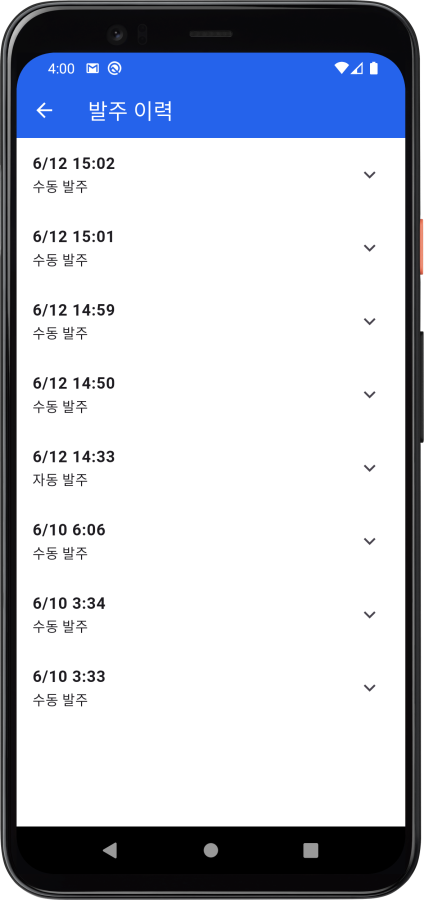 4:00
발주 이력
6/12 15:02
수동 발주
6/12 15:01
수동 발주
6/12 14:59
수동 발주
6/12 14:50
수동 발주
6/12 14:33
자동 발주
6/10 6:06
수동 발주
6/10 3:34
수동 발주
6/10 3:33
수동 발주